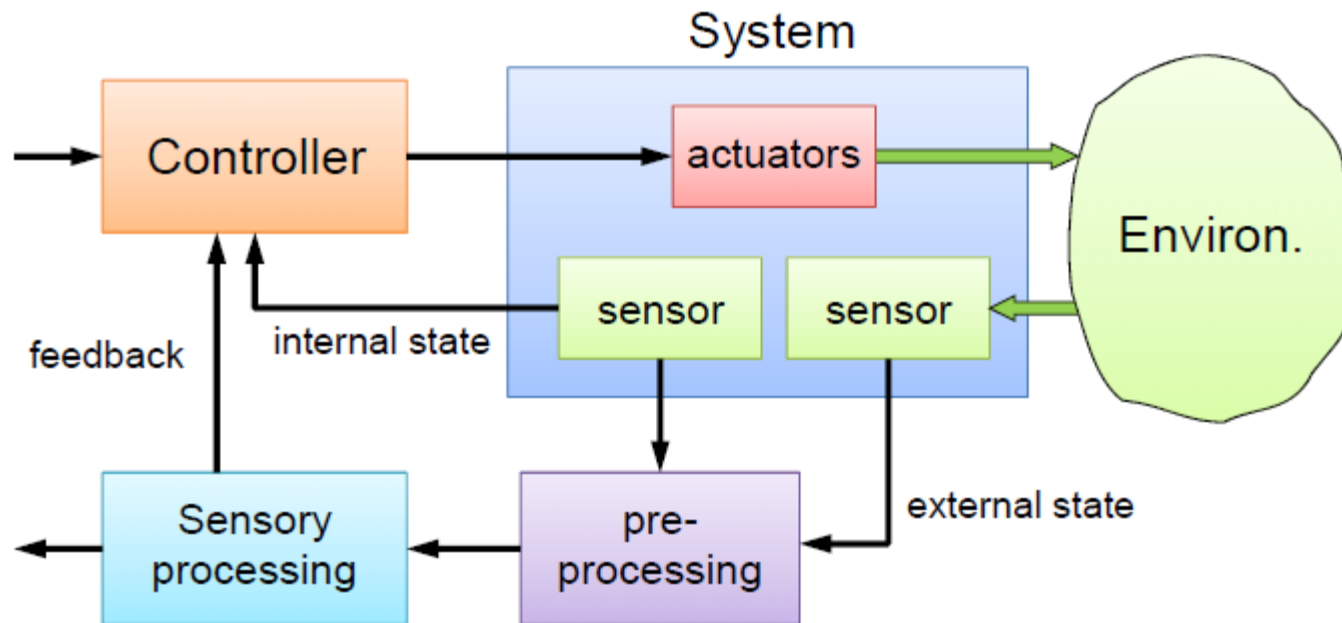 System
Controller
actuators
Environ.
sensor
sensor
internal state
feedback
external state
Sensory
processing
pre-
processing